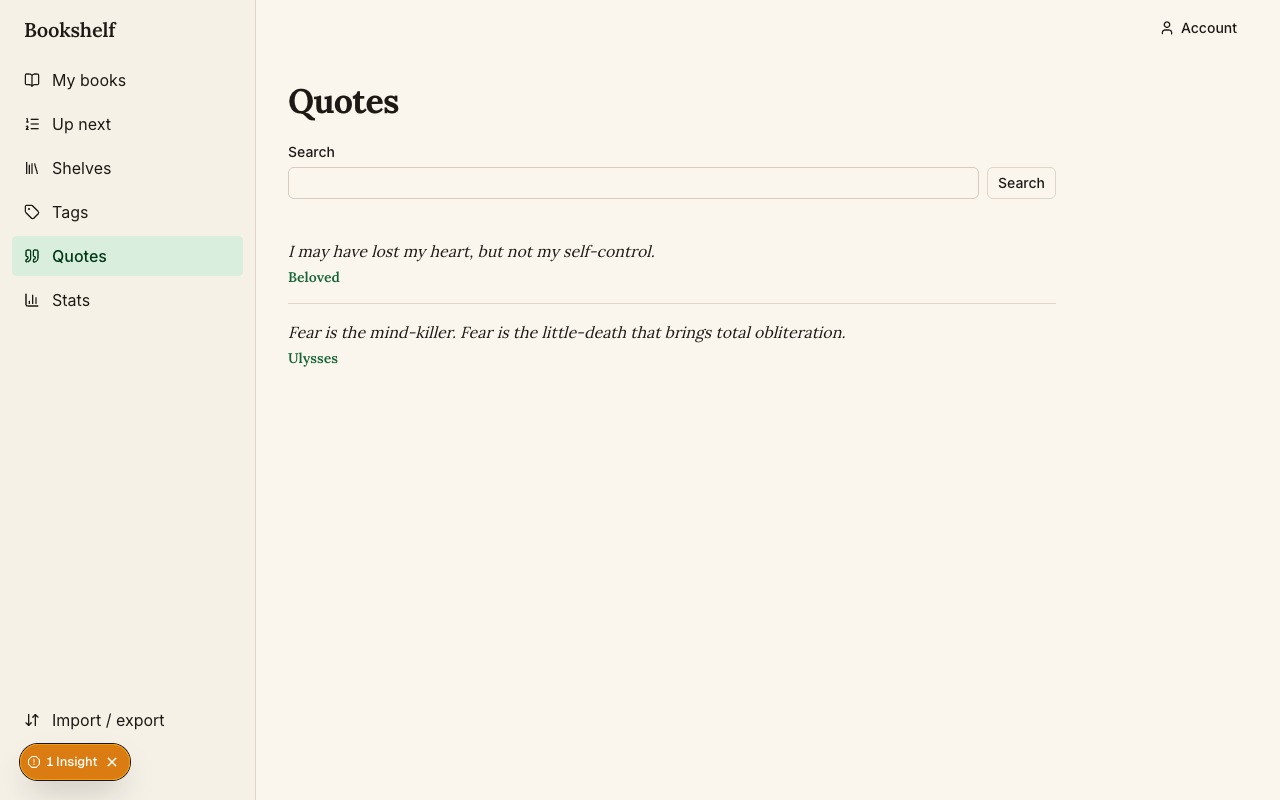 Bookshelf
My books
Up next
Shelves
Tags
Quotes
Stats
Import / export
1 Insight
Account
Quotes
Search
Search
I may have lost my heart, but not my self-control.
Beloved
Fear is the mind-killer. Fear is the little-death that brings total obliteration.
Ulysses